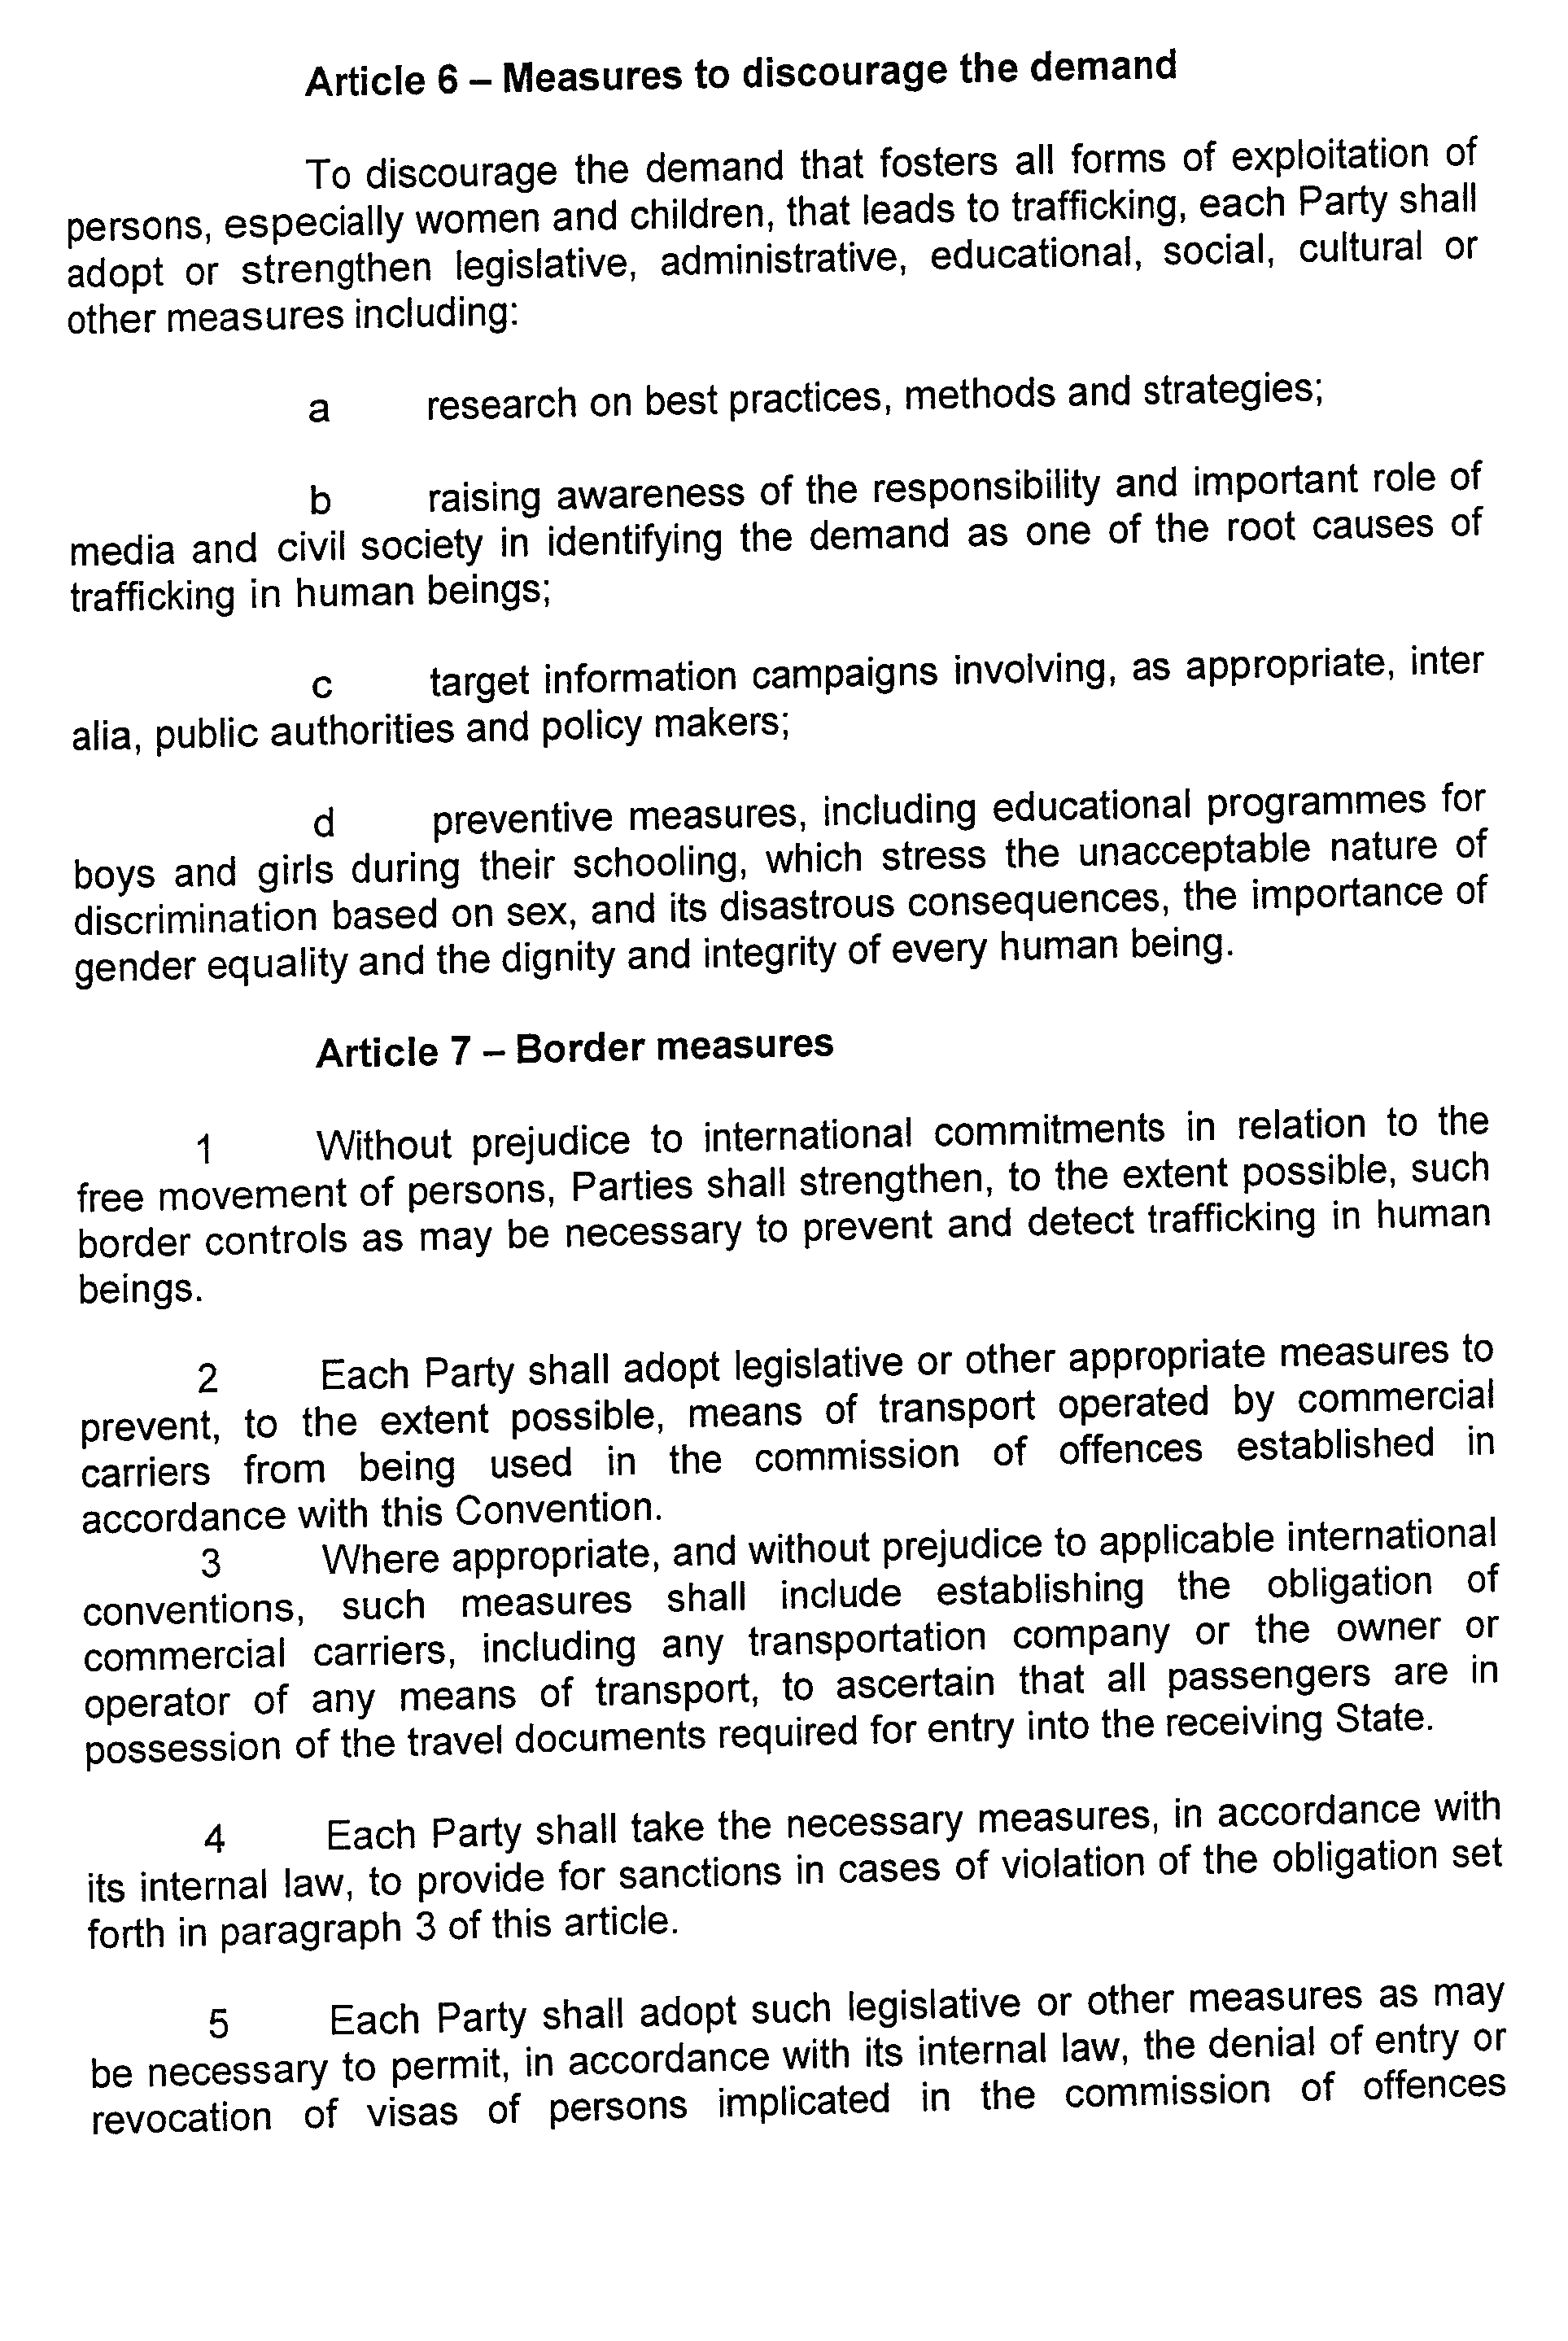 Article 6 – Measures to discourage the demand
To discourage the demand that fosters all forms of exploitation of
persons, especially women and children, that leads to trafficking, each Party shall
adopt or strengthen legislative, administrative, educational, social, cultural or
other measures including:
a research on best practices, methods and strategies;
b raising awareness of the responsibility and important role of
media and civil society in identifying the demand as one of the root causes of
trafficking in human beings;
c target information campaigns involving, as appropriate, inter
alia, public authorities and policy makers;
d preventive measures, including educational programmes for
boys and girls during their schooling, which stress the unacceptable nature of
discrimination based on sex, and its disastrous consequences, the importance of
gender equality and the dignity and integrity of every human being.
Article 7 – Border measures
1 Without prejudice to international commitments in relation to the
free movement of persons, Parties shall strengthen, to the extent possible, such
border controls as may be necessary to prevent and detect trafficking in human
beings.
2 Each Party shall adopt legislative or other appropriate measures to
prevent, to the extent possible, means of transport operated by commercial
carriers from being used in the commission of offences established in
accordance with this Convention.
3 Where appropriate, and without prejudice to applicable international
conventions, such measures shall include establishing the obligation of
commercial carriers, including any transportation company or the owner or
operator of any means of transport, to ascertain that all passengers are in
possession of the travel documents required for entry into the receiving State.
4 Each Party shall take the necessary measures, in accordance with
its internal law, to provide for sanctions in cases of violation of the obligation set
forth in paragraph 3 of this article.
5 Each Party shall adopt such legislative or other measures as may
be necessary to permit, in accordance with its internal law, the denial of entry or
revocation of visas of persons implicated in the commission of offences